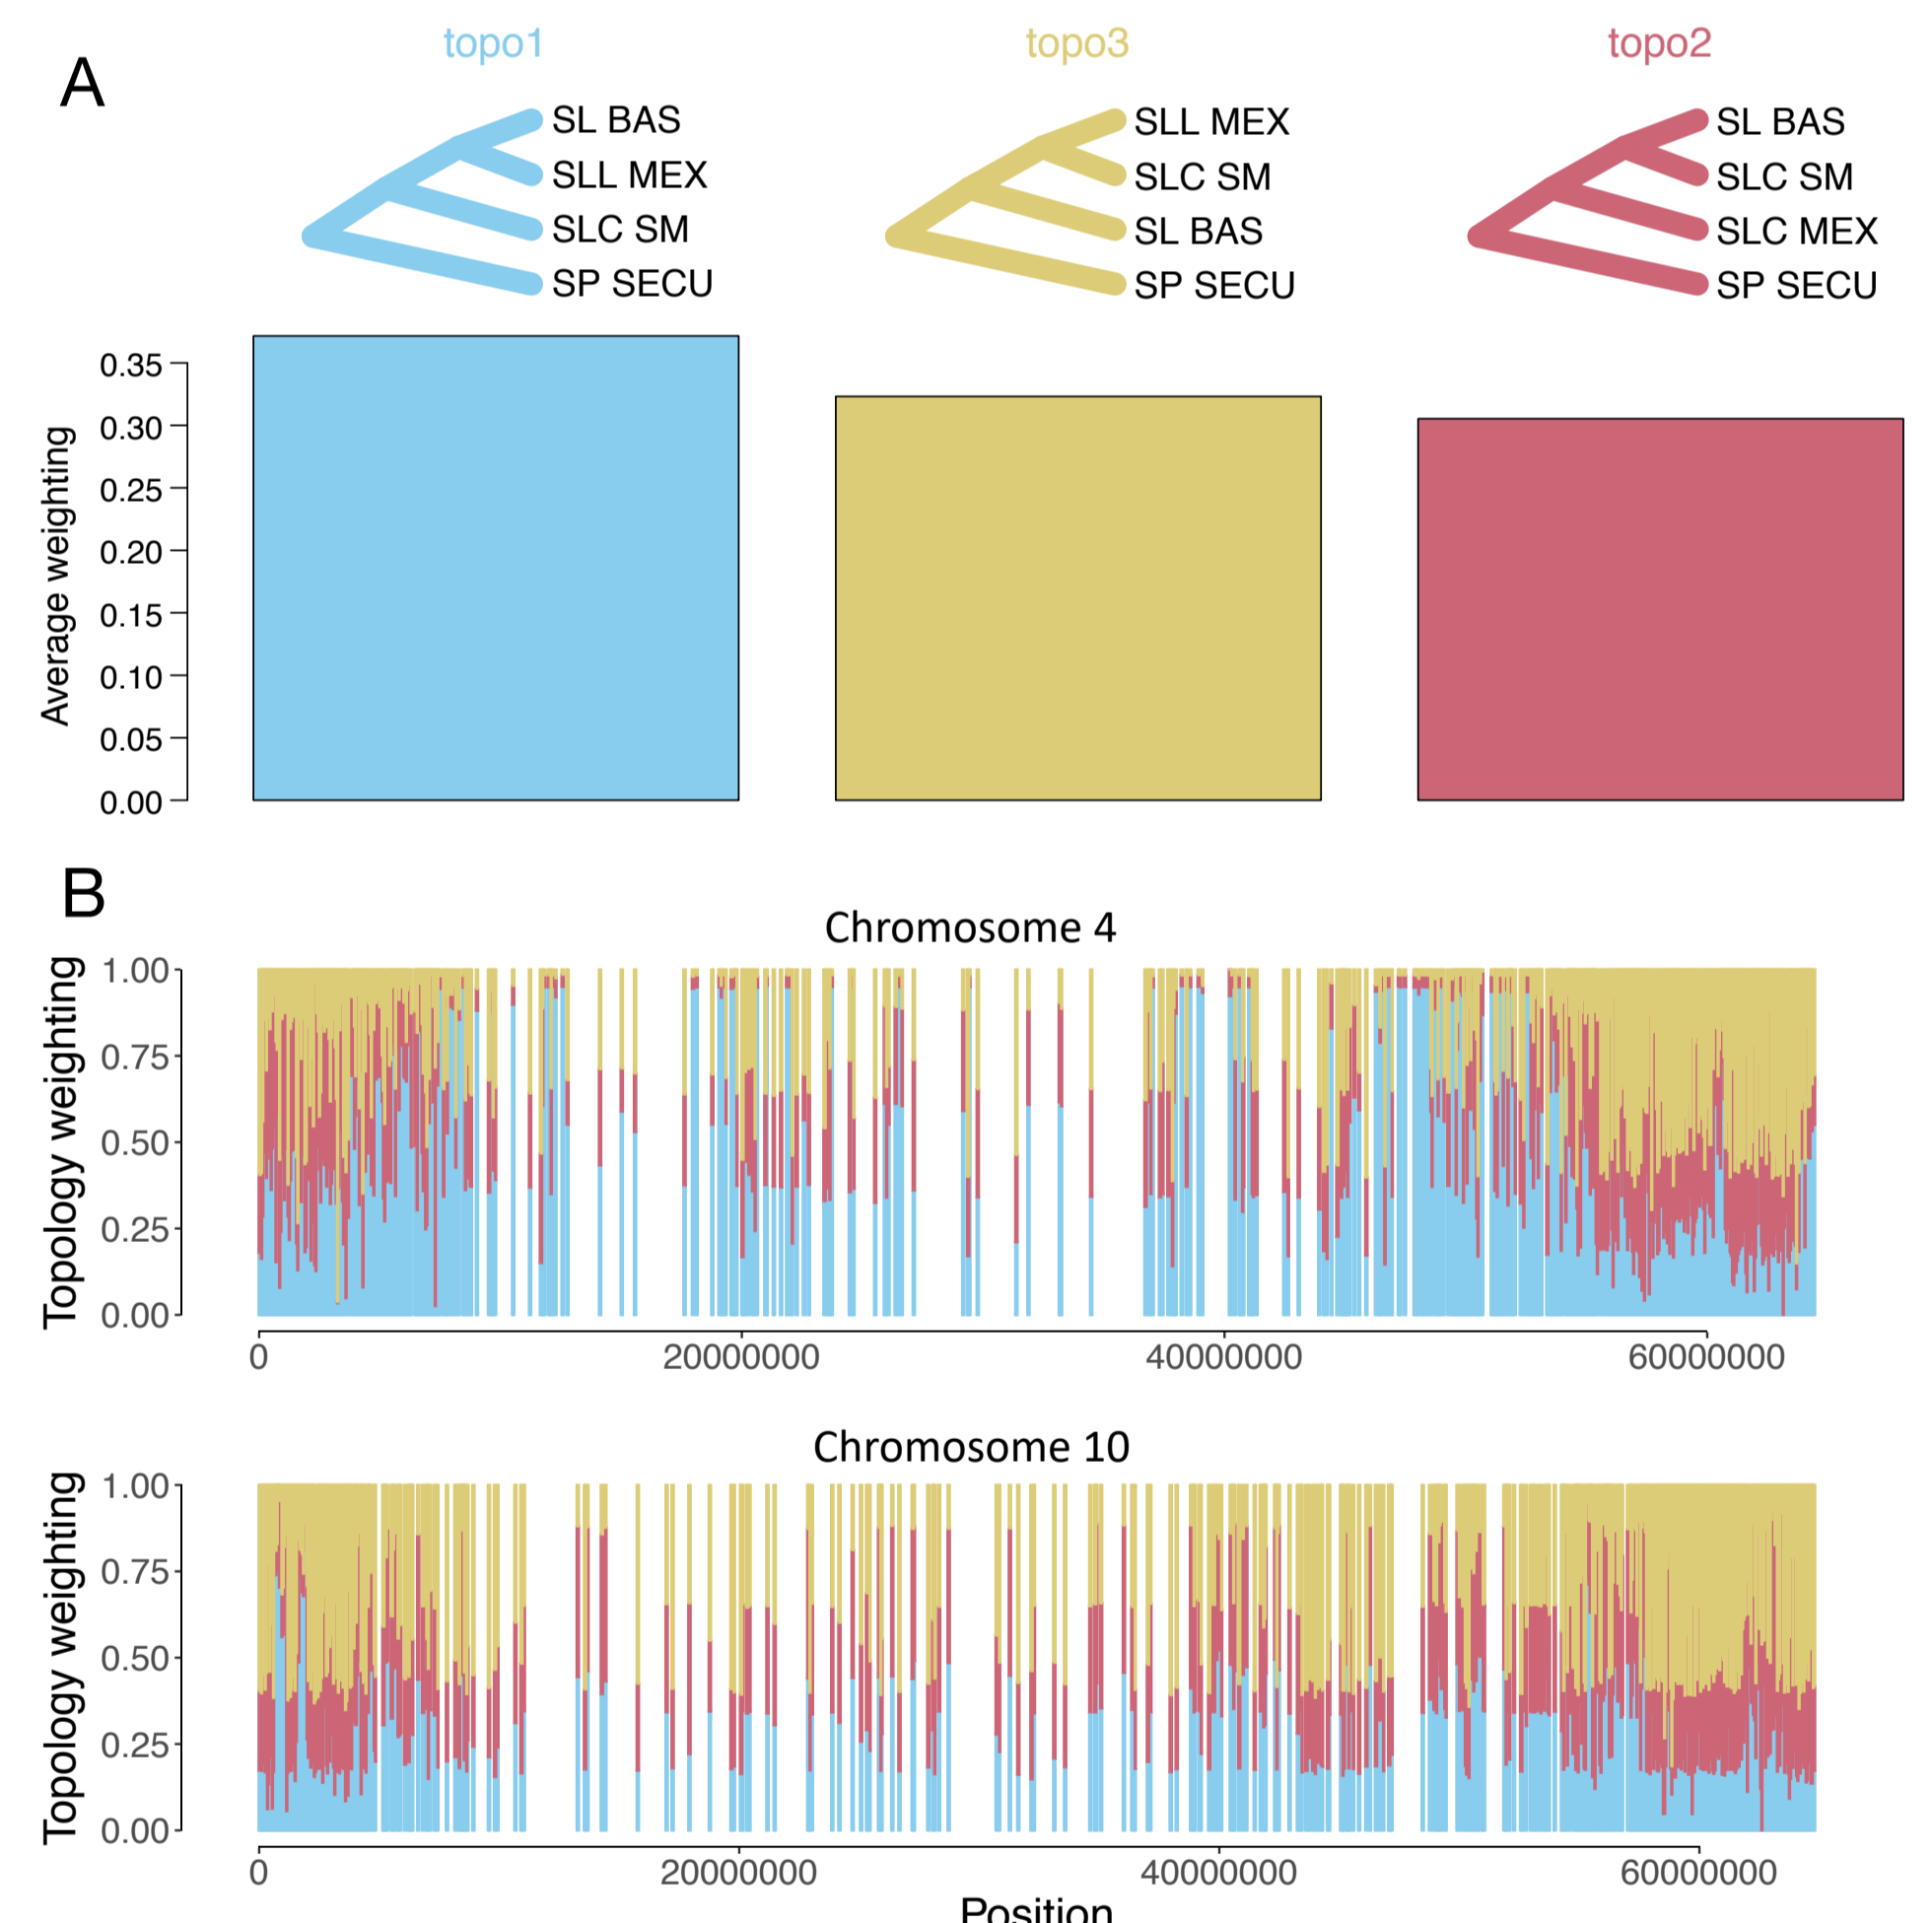 topo1 topo3 topo2
A
SL BAS SLL MEX SL BAS
SLL MEX SLC SM SLC SM
SLC SM SL BAS SLC MEX
SP SECU SP SECU SP SECU
Average weighting
0.35
0.30
0.25
0.20
0.15
0.10
0.05
0.00
B
Chromosome 4
Topology weighting
1.00
0.75
0.50
0.25
0.00
0 20000000 40000000 60000000
Chromosome 10
Topology weighting
1.00
0.75
0.50
0.25
0.00
0 20000000 40000000 60000000
Position